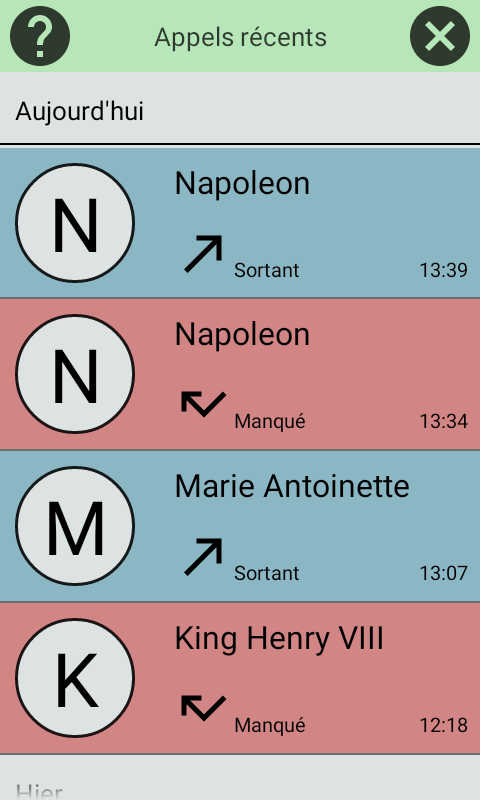 ?
Appels récents
Aujourd'hui
N
Napoleon
Sortant
13:39
N
Napoleon
Manqué
13:34
M
Marie Antoinette
Sortant
13:07
K
King Henry VIII
Manqué
12:18
Hier